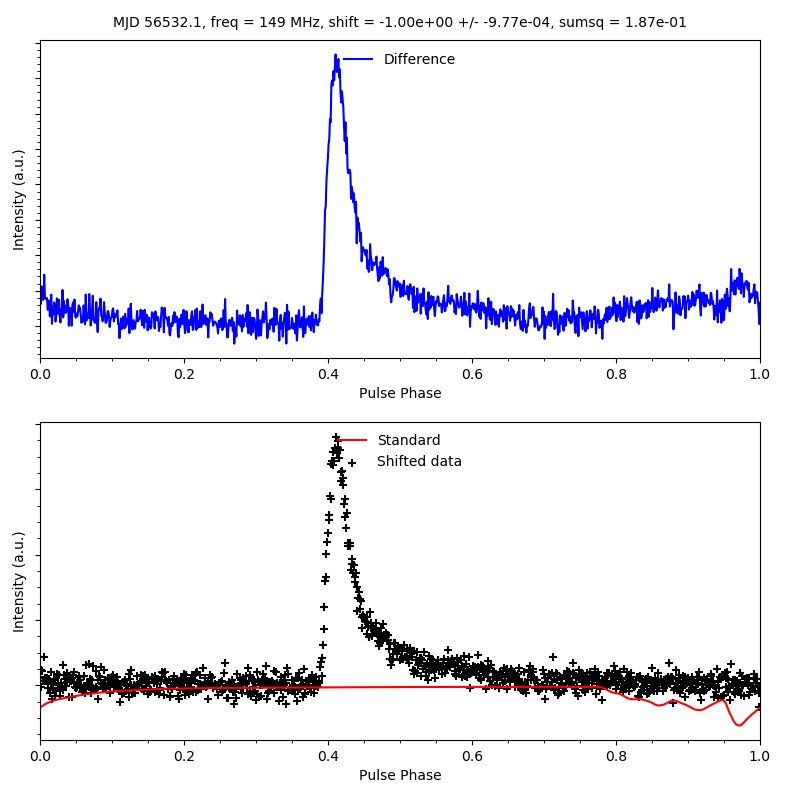 MJD 56532.1, freq = 149 MHz, shift = -1.00e+00 +/- -9.77e-04, sumsq = 1.87e-01
Difference
Intensity (a.u.)
0.0 0.2 0.4 0.6 0.8 1.0
Pulse Phase
Standard
Shifted data
Intensity (a.u.)
0.0 0.2 0.4 0.6 0.8 1.0
Pulse Phase